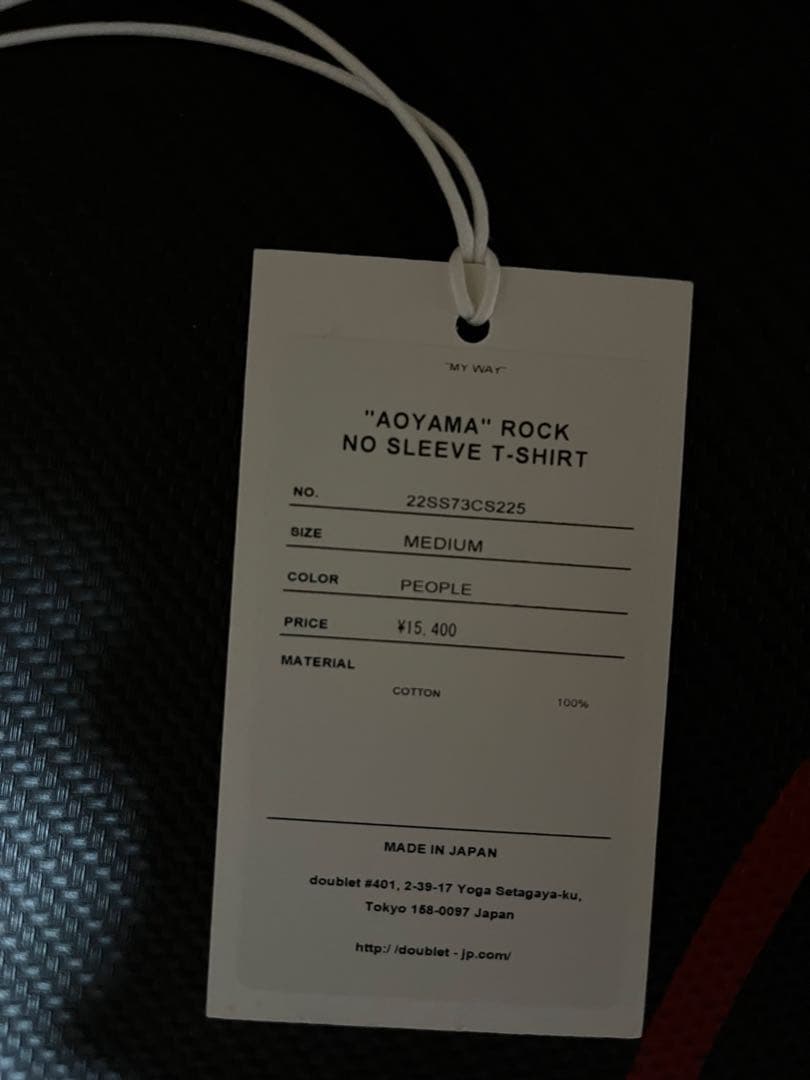 "MY WAY"
"AOYAMA" ROCK
NO SLEEVE T-SHIRT
NO. 22SS73CS225
SIZE MEDIUM
COLOR PEOPLE
PRICE ¥15,400
MATERIAL
COTTON 100%
MADE IN JAPAN
doublet #401, 2-39-17 Yoga Setagaya-ku,
Tokyo 158-0097 Japan
http://doublet-jp.com/